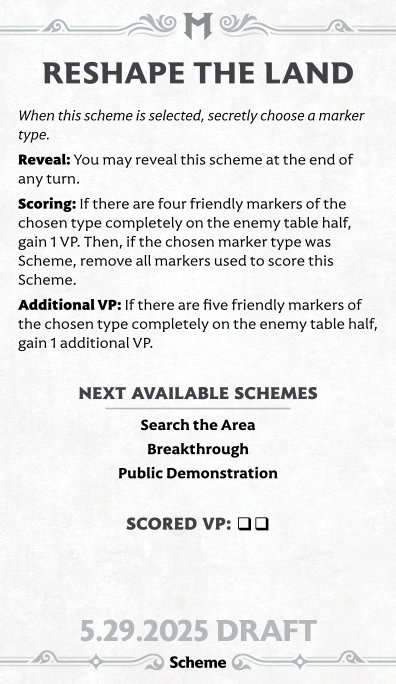 M
RESHAPE THE LAND
When this scheme is selected, secretly choose a marker
type.
Reveal: You may reveal this scheme at the end of
any turn.
Scoring: If there are four friendly markers of the
chosen type completely on the enemy table half,
gain 1 VP. Then, if the chosen marker type was
Scheme, remove all markers used to score this
Scheme.
Additional VP: If there are five friendly markers of
the chosen type completely on the enemy table half,
gain 1 additional VP.
NEXT AVAILABLE SCHEMES
Search the Area
Breakthrough
Public Demonstration
SCORED VP: ❏❏
5.29.2025 DRAFT
Scheme